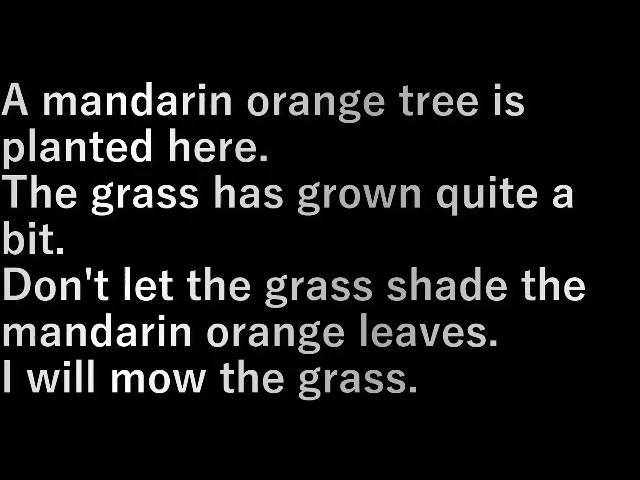 A mandarin orange tree is
planted here.
The grass has grown quite a
bit.
Don't let the grass shade the
mandarin orange leaves.
I will mow the grass.